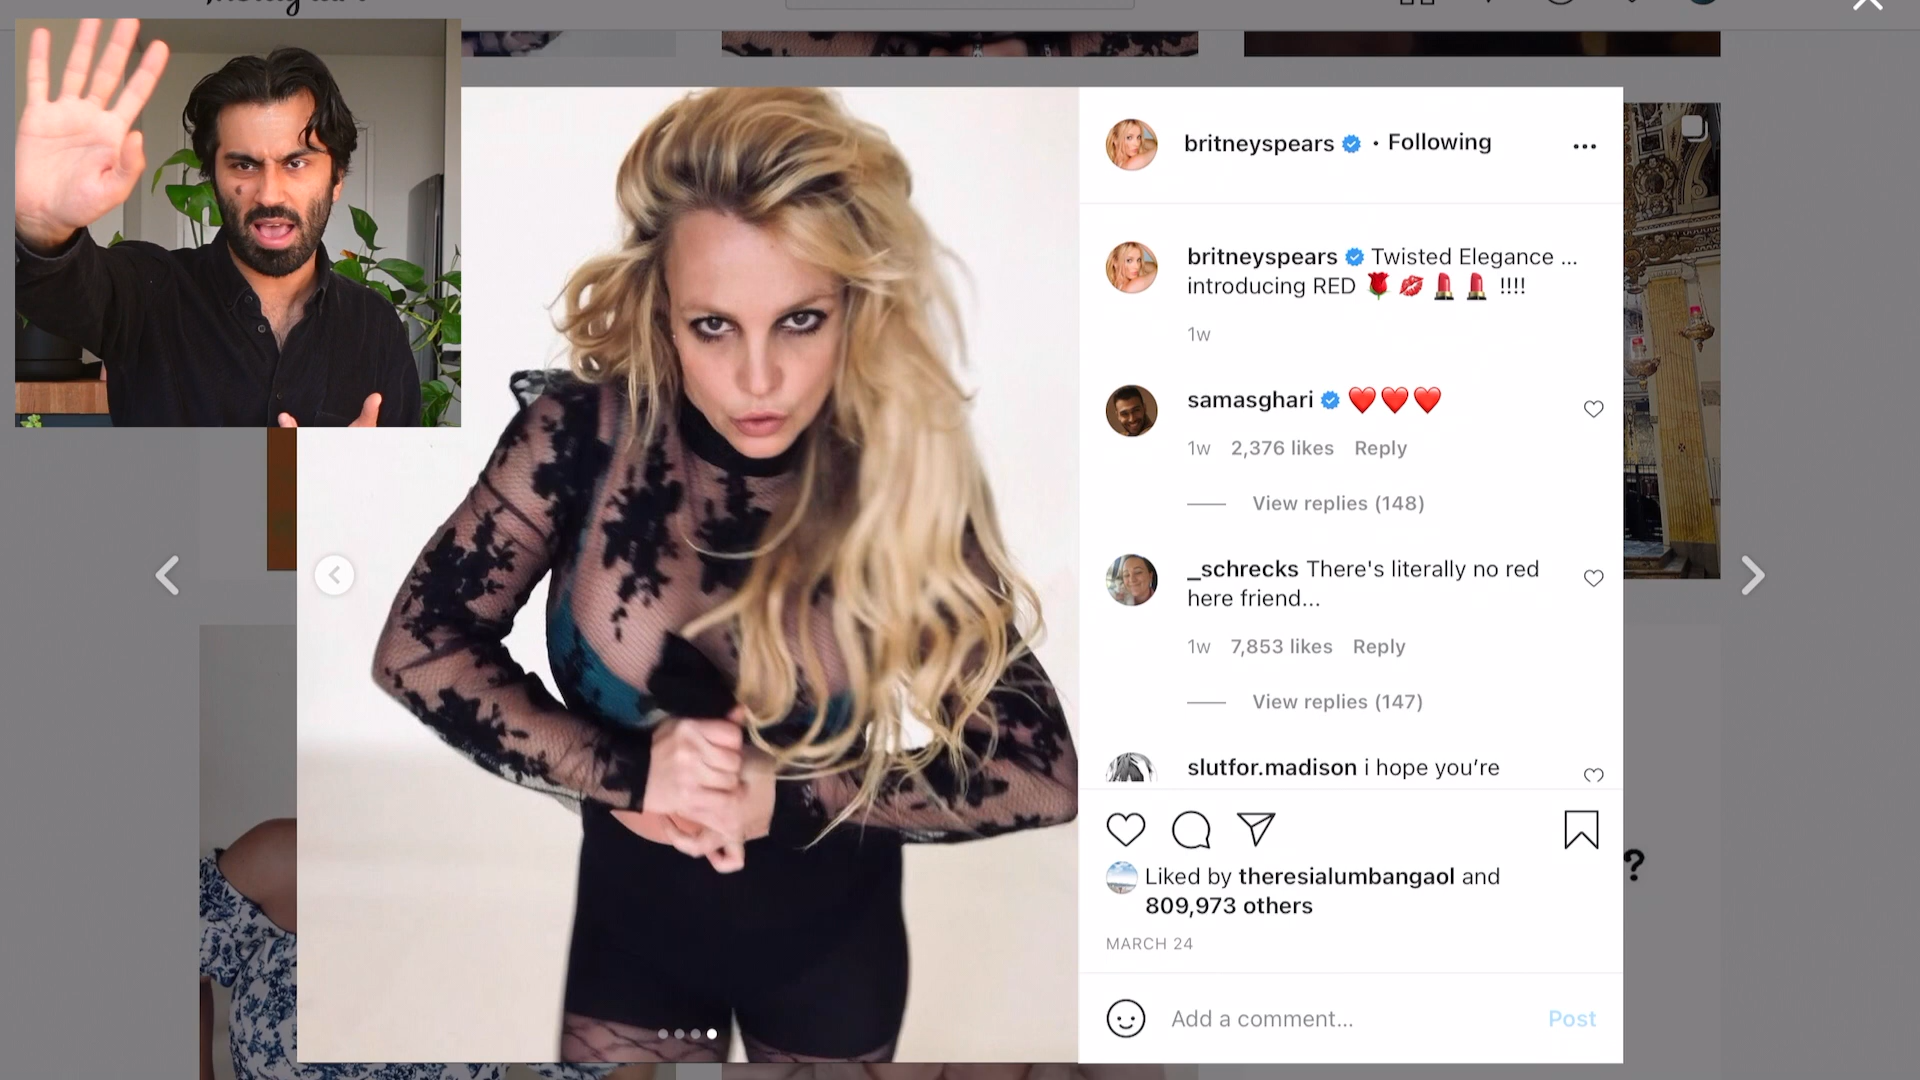 britneyspears • Following
britneyspears Twisted Elegance ...
introducing RED 🌹 💋 💄 💄 !!!!
1w
samasghari ❤️❤️❤️
1w 2,376 likes Reply
View replies (148)
_schrecks There's literally no red
here friend...
1w 7,853 likes Reply
View replies (147)
slutfor.madison i hope you’re
Liked by theresialumbangaol and
809,973 others
MARCH 24
Add a comment... Post
?